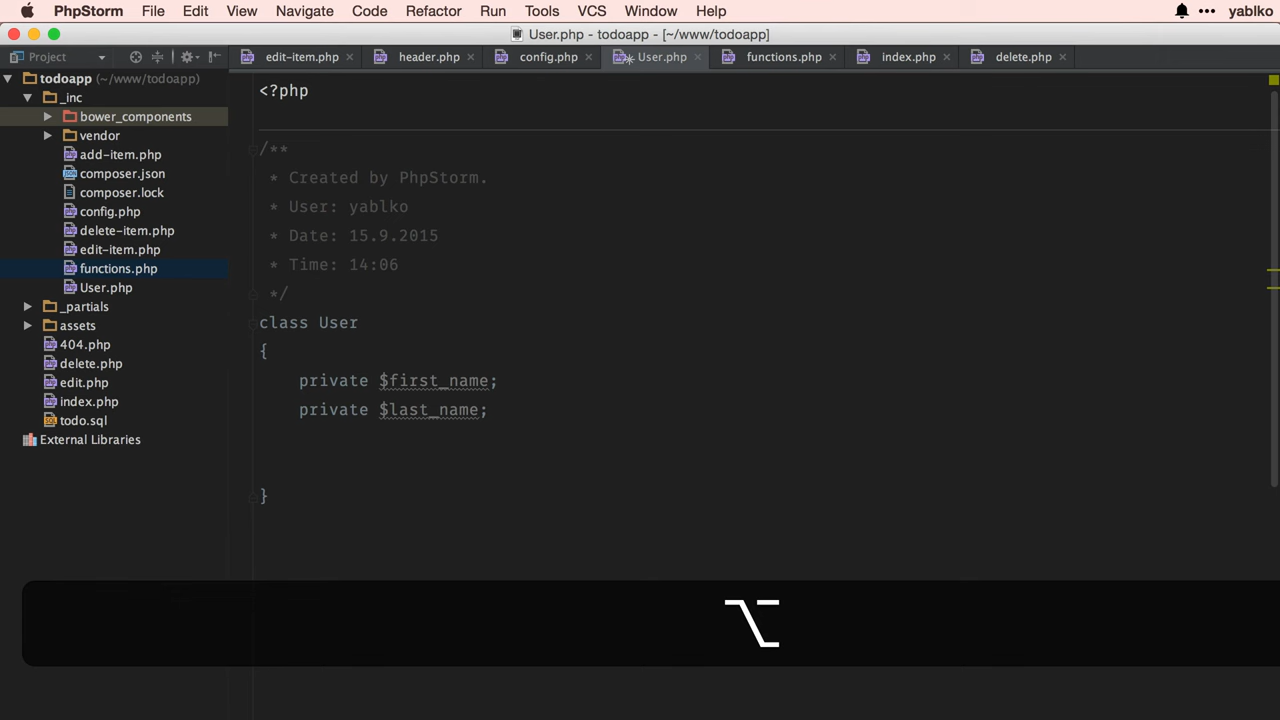 PhpStorm File Edit View Navigate Code Refactor Run Tools VCS Window Help yablko
User.php - todoapp - [~/www/todoapp]
Project edit-item.php header.php config.php User.php functions.php index.php delete.php
todoapp (~/www/todoapp)
_inc
bower_components
vendor
add-item.php
composer.json
composer.lock
config.php
delete-item.php
edit-item.php
functions.php
User.php
_partials
assets
404.php
delete.php
edit.php
index.php
todo.sql
External Libraries
<?php
/**
* Created by PhpStorm.
* User: yablko
* Date: 15.9.2015
* Time: 14:06
*/
class User
{
private $first_name;
private $last_name;
}
⌥